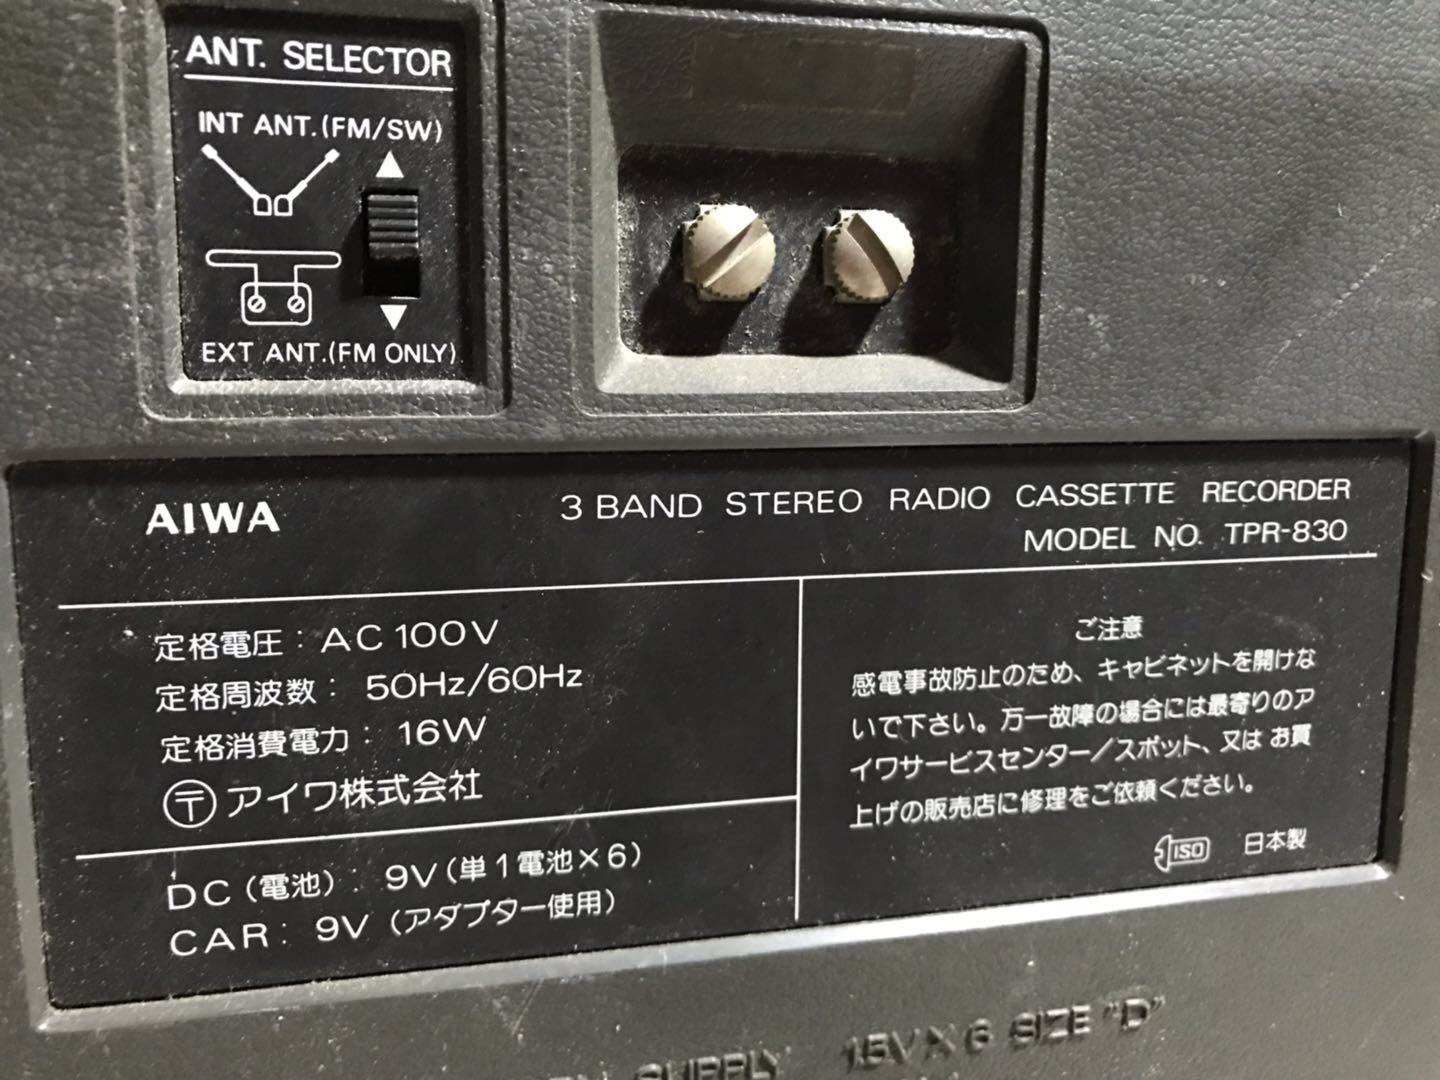 ANT. SELECTOR
INT ANT.(FM/SW)
EXT ANT.(FM ONLY)
AIWA
3 BAND STEREO RADIO CASSETTE RECORDER
MODEL NO. TPR-830
定格電圧: AC 100V
定格周波数: 50Hz/60Hz
定格消費電力: 16W
〒 アイワ株式会社
DC (電池): 9V (単1電池×6)
CAR: 9V (アダプター使用)
ご注意
感電事故防止のため、キャビネットを開けな
いで下さい。万一故障の場合には最寄りのア
イワサービスセンター/スポット、又は お買
上げの販売店に修理をご依頼ください。
ISO 日本製
SUPPLY 1.5V×6 SIZE "D"